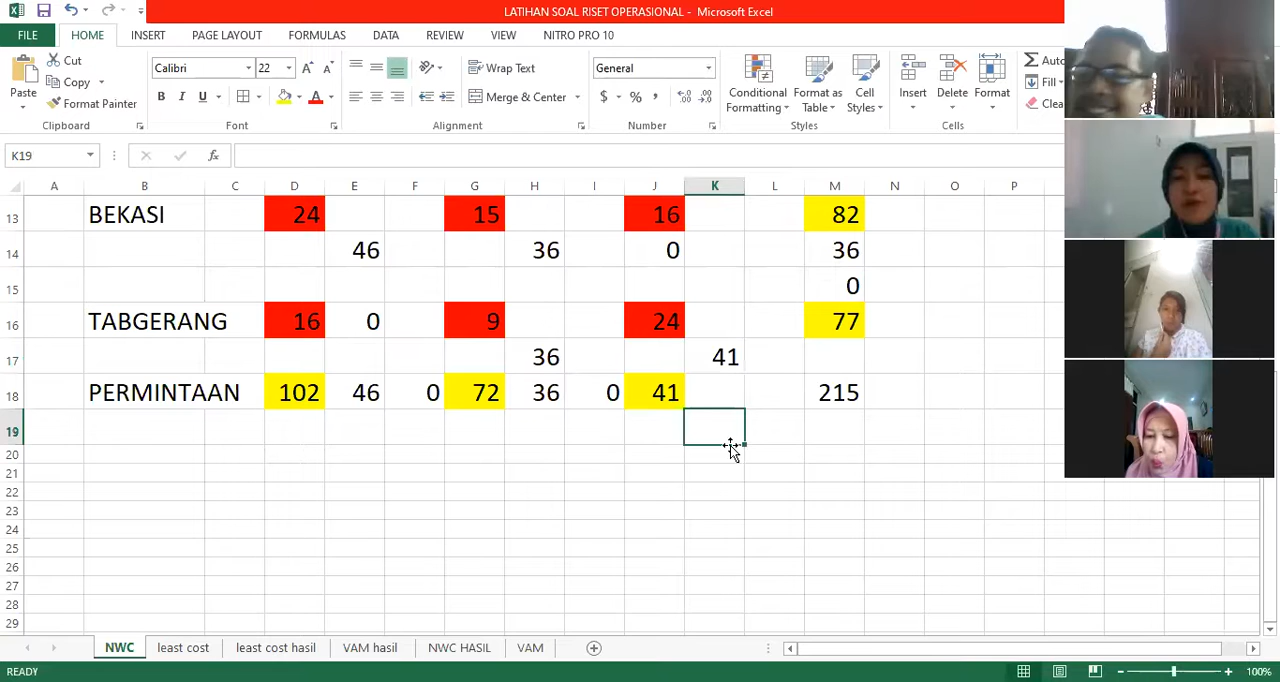 LATIHAN SOAL RISET OPERASIONAL - Microsoft Excel
FILE HOME INSERT PAGE LAYOUT FORMULAS DATA REVIEW VIEW NITRO PRO 10
Paste
Cut
Copy
Format Painter
Clipboard
Calibri 22
B I U
Font
Wrap Text
Merge & Center
Alignment
General
$ % ,
Number
Conditional Formatting
Format as Table
Cell Styles
Styles
Insert Delete Format
Cells
Auto
Fill
Clea
K19
A B C D E F G H I J K L M N O P
13 BEKASI 24 15 16 82
14 46 36 0 36
15 0
16 TABGERANG 16 0 9 24 77
17 36 41
18 PERMINTAAN 102 46 0 72 36 0 41 215
19
20
21
22
23
24
25
26
27
28
29
NWC least cost least cost hasil VAM hasil NWC HASIL VAM
READY 100%